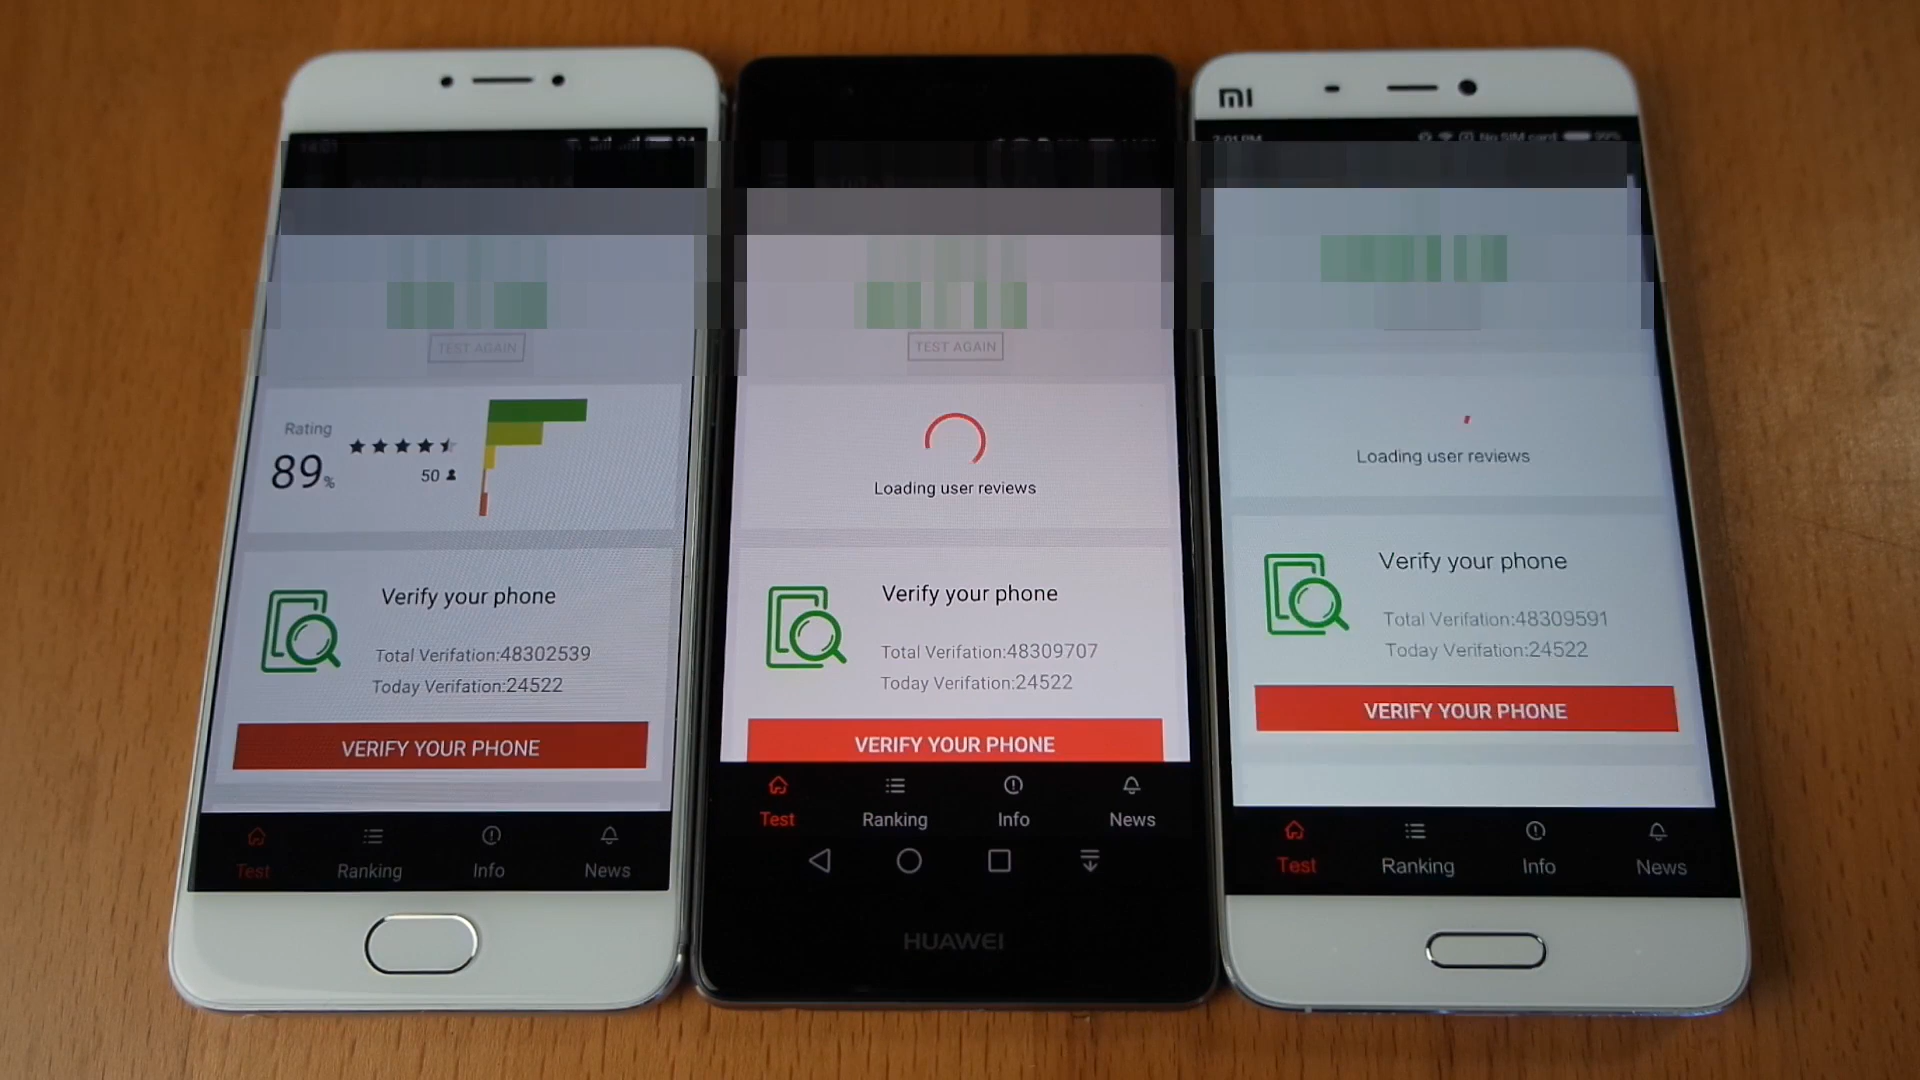 TEST AGAIN
Rating
89%
50
Verify your phone
Total Verifation:48302539
Today Verifation:24522
VERIFY YOUR PHONE
Test Ranking Info News
TEST AGAIN
Loading user reviews
Verify your phone
Total Verifation:48309707
Today Verifation:24522
VERIFY YOUR PHONE
Test Ranking Info News
HUAWEI
MI
2:01 PM No SIM card 99%
Loading user reviews
Verify your phone
Total Verifation:48309591
Today Verifation:24522
VERIFY YOUR PHONE
Test Ranking Info News